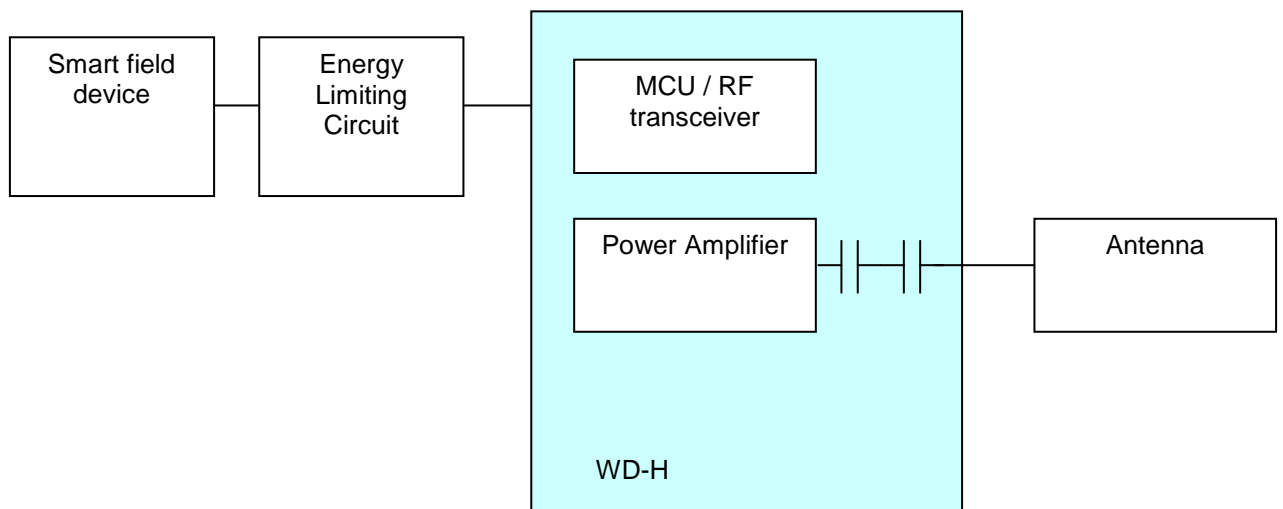 Smart field
device
Energy
Limiting
Circuit
MCU / RF
transceiver
Power Amplifier
Antenna
WD-H